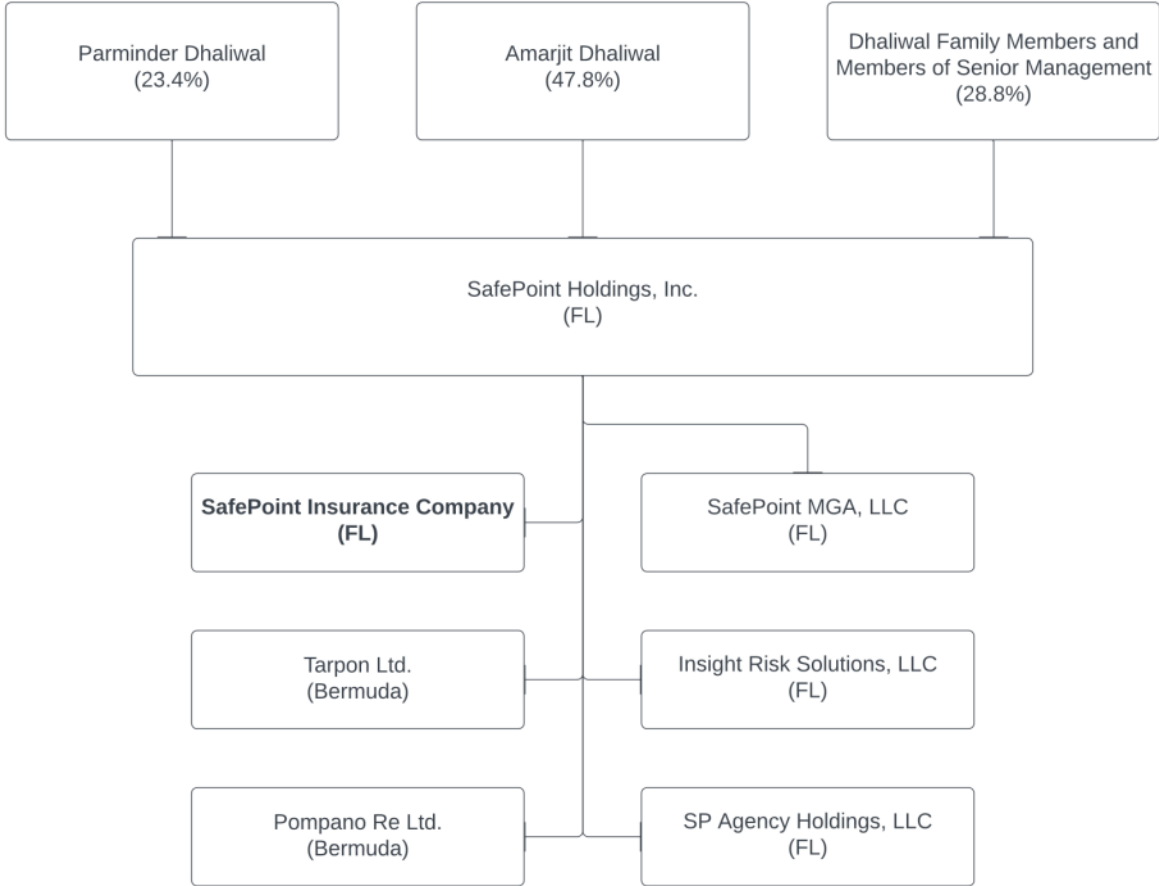 Parminder Dhaliwal
(23.4%)
Amarjit Dhaliwal
(47.8%)
Dhaliwal Family Members and
Members of Senior Management
(28.8%)
SafePoint Holdings, Inc.
(FL)
SafePoint Insurance Company
(FL)
SafePoint MGA, LLC
(FL)
Tarpon Ltd.
(Bermuda)
Insight Risk Solutions, LLC
(FL)
Pompano Re Ltd.
(Bermuda)
SP Agency Holdings, LLC
(FL)